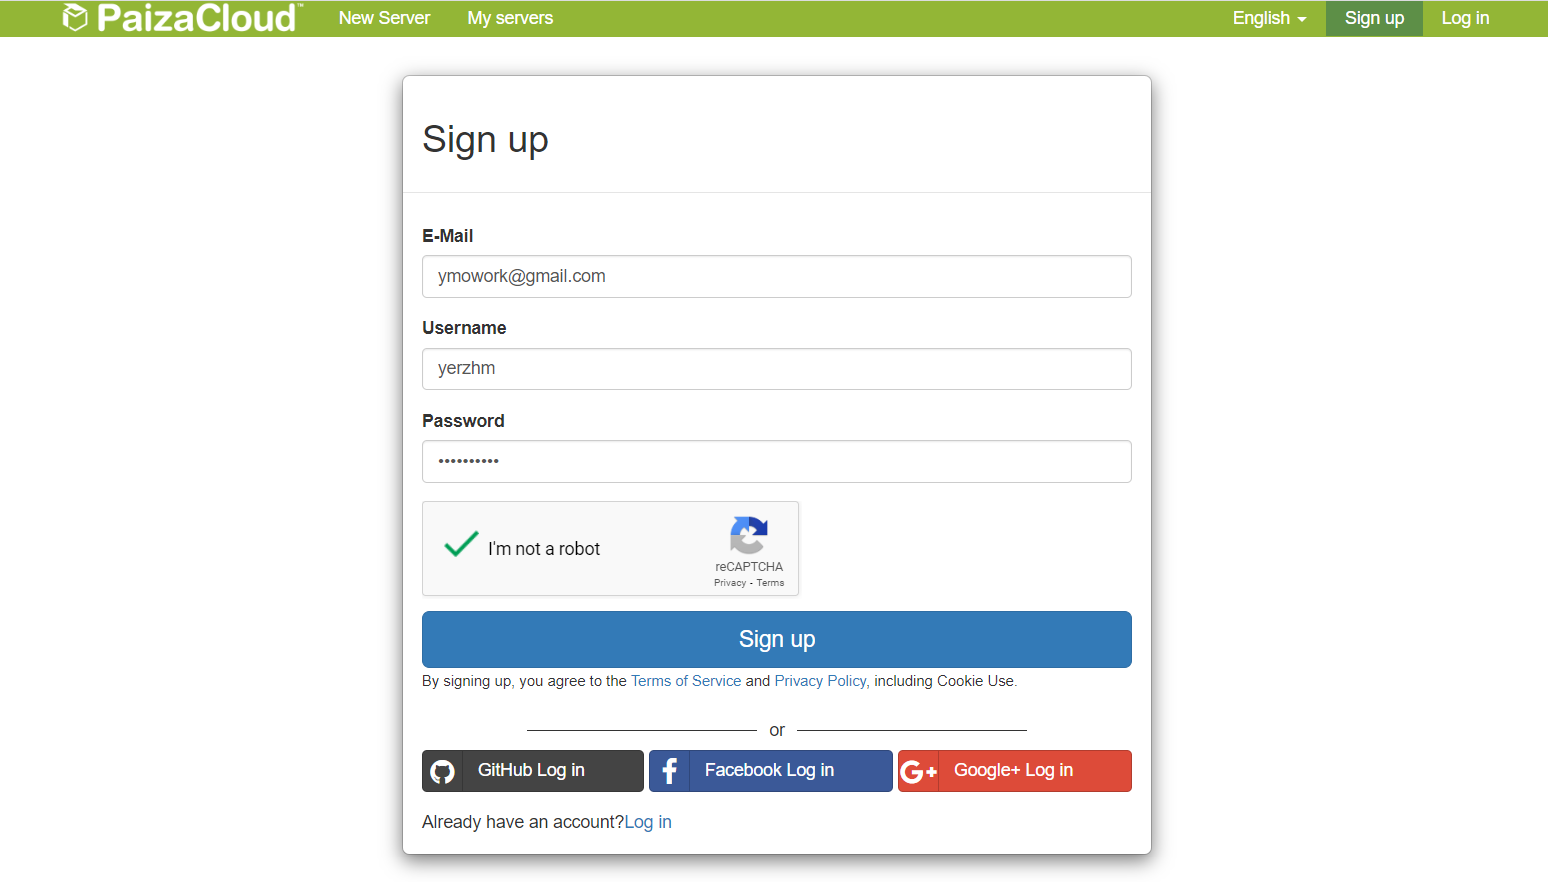 PaizaCloud™ New Server My servers English Sign up Log in
Sign up
E-Mail
ymowork@gmail.com
Username
yerzhm
Password
••••••••••
I'm not a robot
reCAPTCHA
Privacy - Terms
Sign up
By signing up, you agree to the Terms of Service and Privacy Policy, including Cookie Use.
or
GitHub Log in Facebook Log in G+ Google+ Log in
Already have an account?Log in